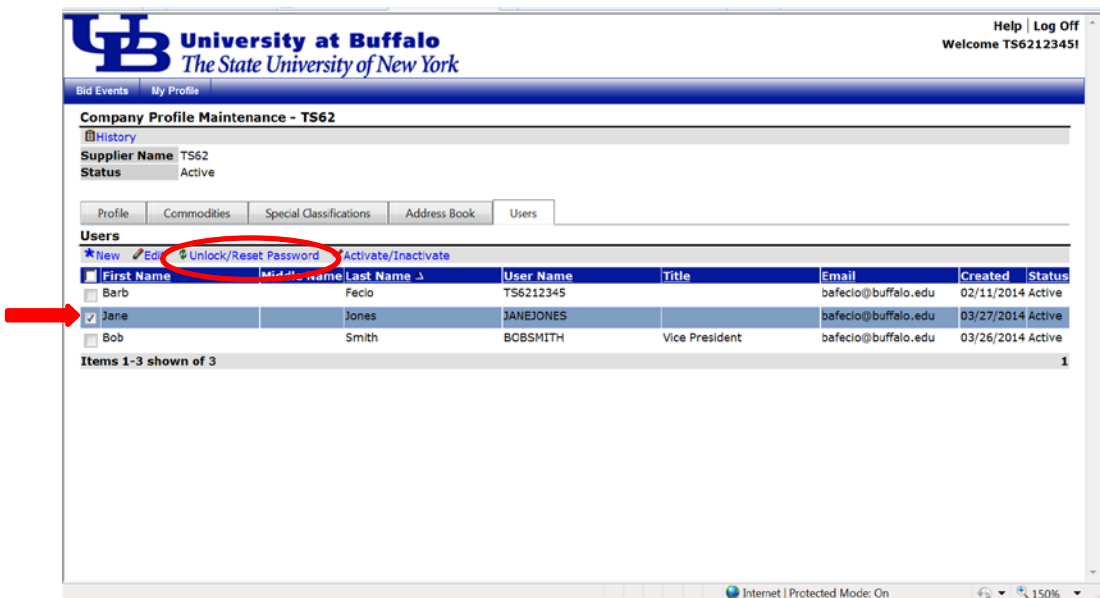 UB University at Buffalo
The State University of New York
Help | Log Off
Welcome TS6212345!
Bid Events My Profile
Company Profile Maintenance - TS62
History
Supplier Name TS62
Status Active
Profile Commodities Special Classifications Address Book Users
Users
New Edit Unlock/Reset Password Activate/Inactivate
First Name Middle Name Last Name User Name Title Email Created Status
Barb Fecio TS6212345 bafecio@buffalo.edu 02/11/2014 Active
Jane Jones JANEJONES bafecio@buffalo.edu 03/27/2014 Active
Bob Smith BOBSMITH Vice President bafecio@buffalo.edu 03/26/2014 Active
Items 1-3 shown of 3 1
Internet | Protected Mode: On 150%